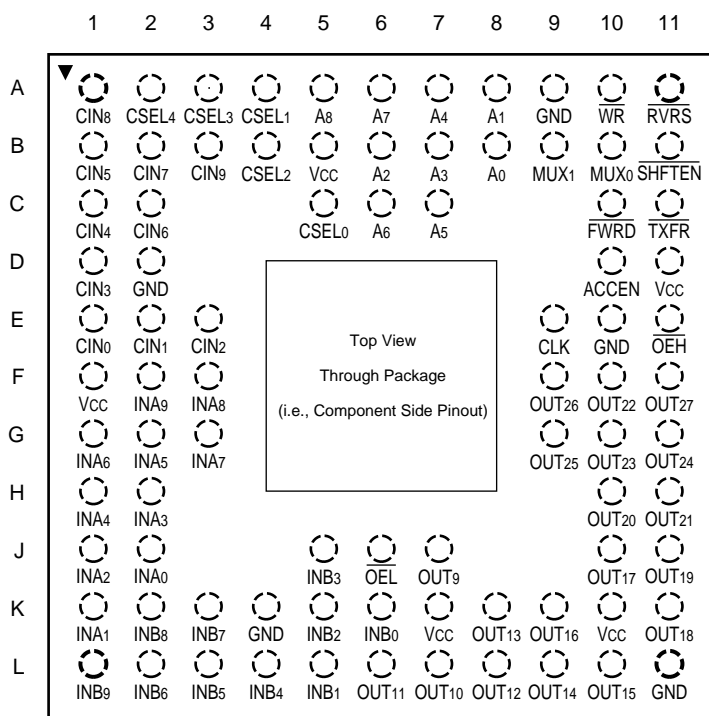 1 2 3 4 5 6 7 8 9 10 11
A
CIN8 CSEL4 CSEL3 CSEL1 A8 A7 A4 A1 GND WR RVRS
B
CIN5 CIN7 CIN9 CSEL2 VCC A2 A3 A0 MUX1 MUX0 SHFTEN
C
CIN4 CIN6 CSEL0 A6 A5 FWRD TXFR
D
CIN3 GND ACCEN VCC
E
CIN0 CIN1 CIN2 CLK GND OEH
Top View
Through Package
(i.e., Component Side Pinout)
F
VCC INA9 INA8 OUT26 OUT22 OUT27
G
INA6 INA5 INA7 OUT25 OUT23 OUT24
H
INA4 INA3 OUT20 OUT21
J
INA2 INA0 INB3 OEL OUT9 OUT17 OUT19
K
INA1 INB8 INB7 GND INB2 INB0 VCC OUT13 OUT16 VCC OUT18
L
INB9 INB6 INB5 INB4 INB1 OUT11 OUT10 OUT12 OUT14 OUT15 GND